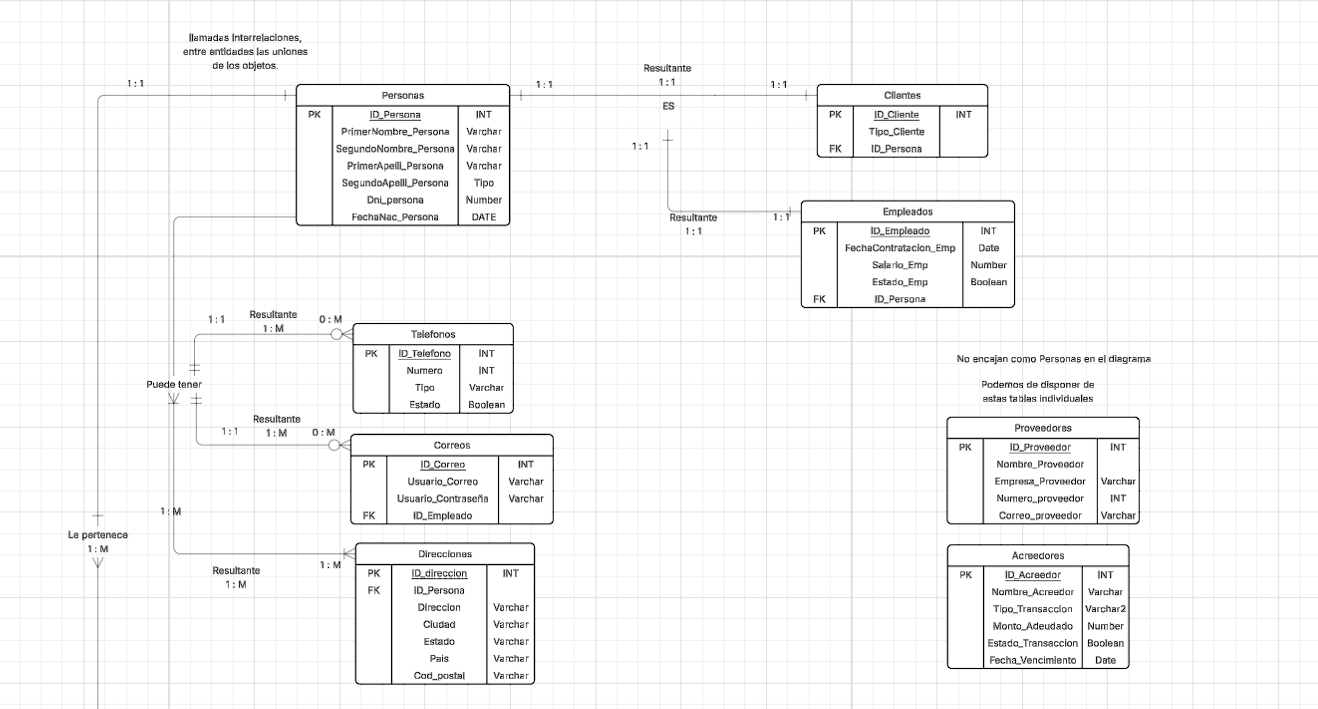 llamadas Interrelaciones,
entre entidades las uniones
de los objetos.
1 : 1
Personas
PK ID_Persona INT
PrimerNombre_Persona Varchar
SegundoNombre_Persona Varchar
PrimerApelli_Persona Varchar
SegundoApelli_Persona Tipo
Dni_persona Number
FechaNac_Persona DATE
1 : 1
Resultante
1 : 1
ES
1 : 1
Clientes
PK ID_Cliente INT
Tipo_Cliente
FK ID_Persona
1 : 1
Resultante
1 : 1
1 : 1
Empleados
PK ID_Empleado INT
FechaContratacion_Emp Date
Salario_Emp Number
Estado_Emp Boolean
FK ID_Persona
1 : 1
Resultante
1 : M
0 : M
Telefonos
PK ID_Telefono INT
Numero INT
Tipo Varchar
Estado Boolean
Puede tener
1 : 1
Resultante
1 : M
0 : M
Correos
PK ID_Correo INT
Usuario_Correo Varchar
Usuario_Contraseña Varchar
FK ID_Empleado
1 : M
Le pertenece
1 : M
Resultante
1 : M
1 : M
Direcciones
PK ID_direccion INT
FK ID_Persona
Direccion Varchar
Ciudad Varchar
Estado Varchar
Pais Varchar
Cod_postal Varchar
No encajan como Personas en el diagrama
Podemos de disponer de
estas tablas individuales
Proveedores
PK ID_Proveedor INT
Nombre_Proveedor
Empresa_Proveedor Varchar
Numero_proveedor INT
Correo_proveedor Varchar
Acreedores
PK ID_Acreedor INT
Nombre_Acreedor Varchar
Tipo_Transaccion Varchar2
Monto_Adeudado Number
Estado_Transaccion Boolean
Fecha_Vencimiento Date